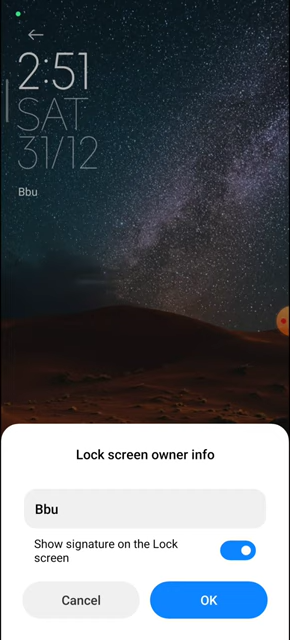 2:51
SAT
31/12
Bbu
Lock screen owner info
Bbu
Show signature on the Lock
screen
Cancel
OK